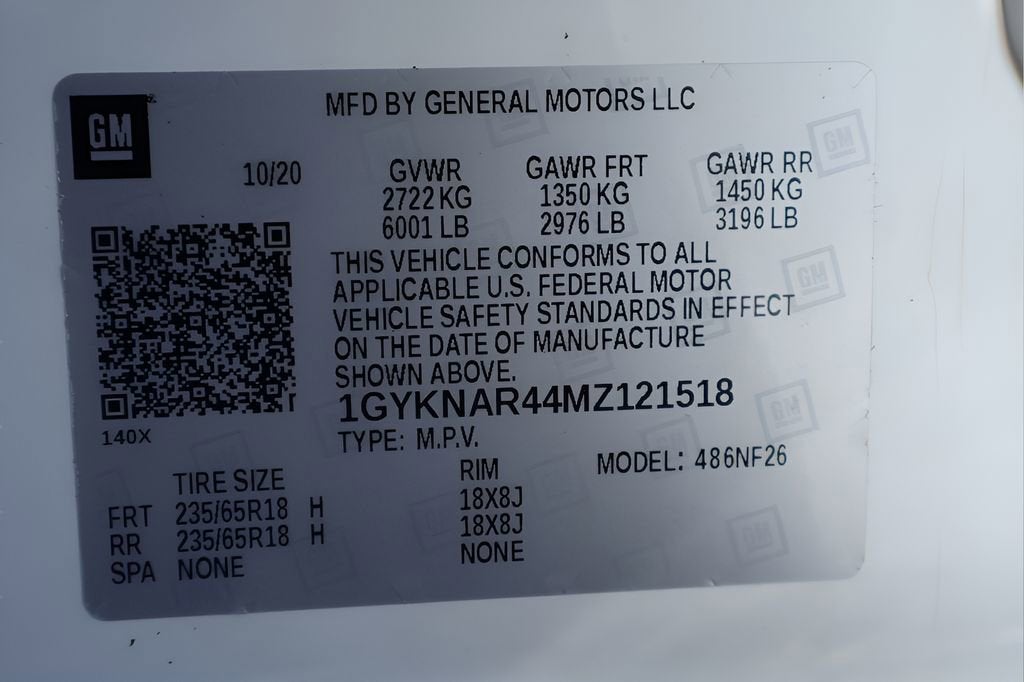 GM
MFD BY GENERAL MOTORS LLC
10/20
GVWR GAWR FRT GAWR RR
2722 KG 1350 KG 1450 KG
6001 LB 2976 LB 3196 LB
THIS VEHICLE CONFORMS TO ALL
APPLICABLE U.S. FEDERAL MOTOR
VEHICLE SAFETY STANDARDS IN EFFECT
ON THE DATE OF MANUFACTURE
SHOWN ABOVE.
1GYKNAR44MZ121518
140X
TYPE: M.P.V.
MODEL: 486NF26
TIRE SIZE RIM
FRT 235/65R18 H 18X8J
RR 235/65R18 H 18X8J
SPA NONE NONE